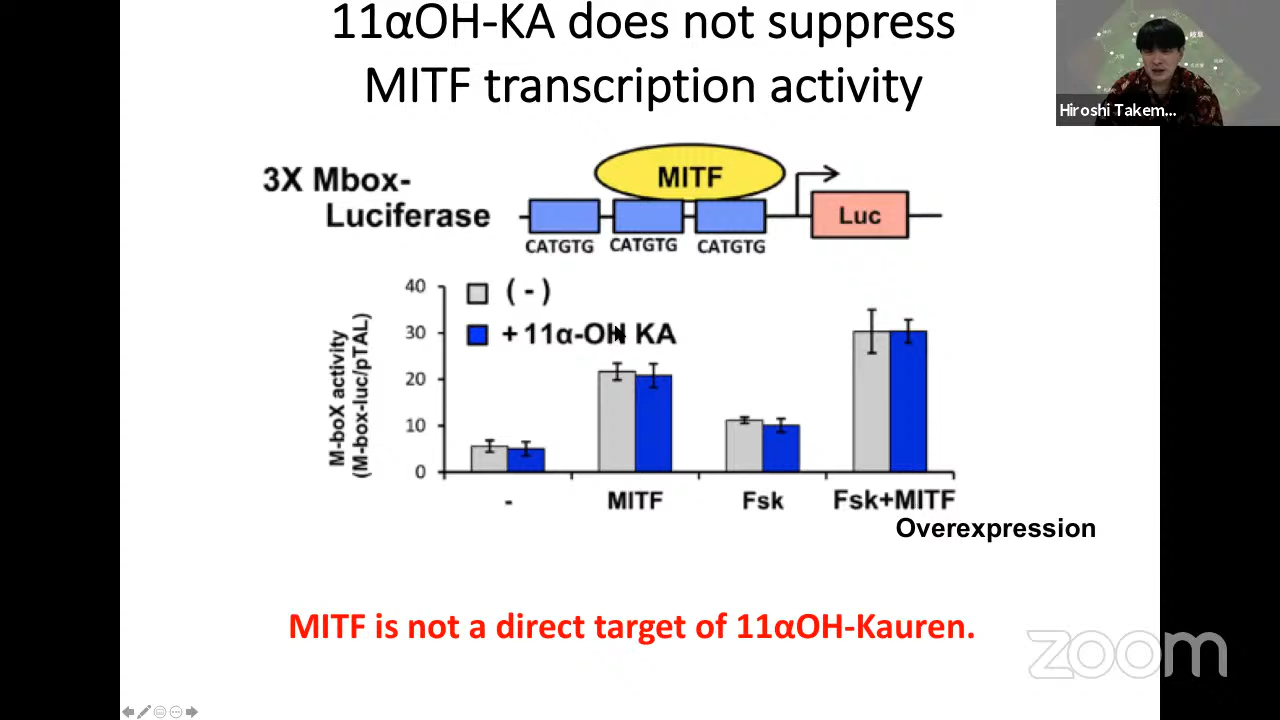 11αOH-KA does not suppress
MITF transcription activity
Hiroshi Takem...
3X Mbox-
Luciferase
MITF
Luc
CATGTG CATGTG CATGTG
( - )
+ 11α-OH KA
M-boX activity
(M-box-luc/pTAL)
40
30
20
10
0
- MITF Fsk Fsk+MITF
Overexpression
MITF is not a direct target of 11αOH-Kauren.
zoom